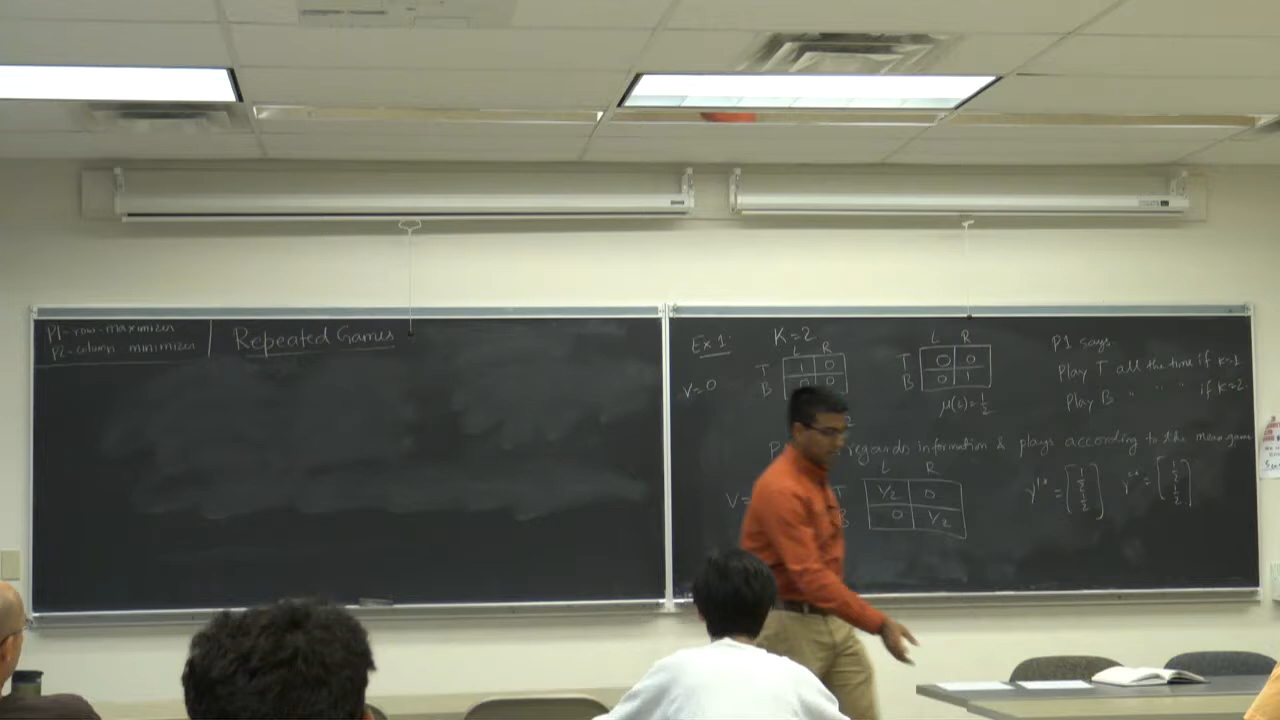 P1-row-maximizer
P2-column minimizer
Repeated Games
Ex 1: K=2
L R
T 1 0
B 0 0
V=0
L R
T 0 0
B 0 1
μ(2)=1/2
P1 says
Play T all the time if k=1
Play B " " if k=2
regards information & plays according to the mean game
L R
1/2 0
0 1/2
V=